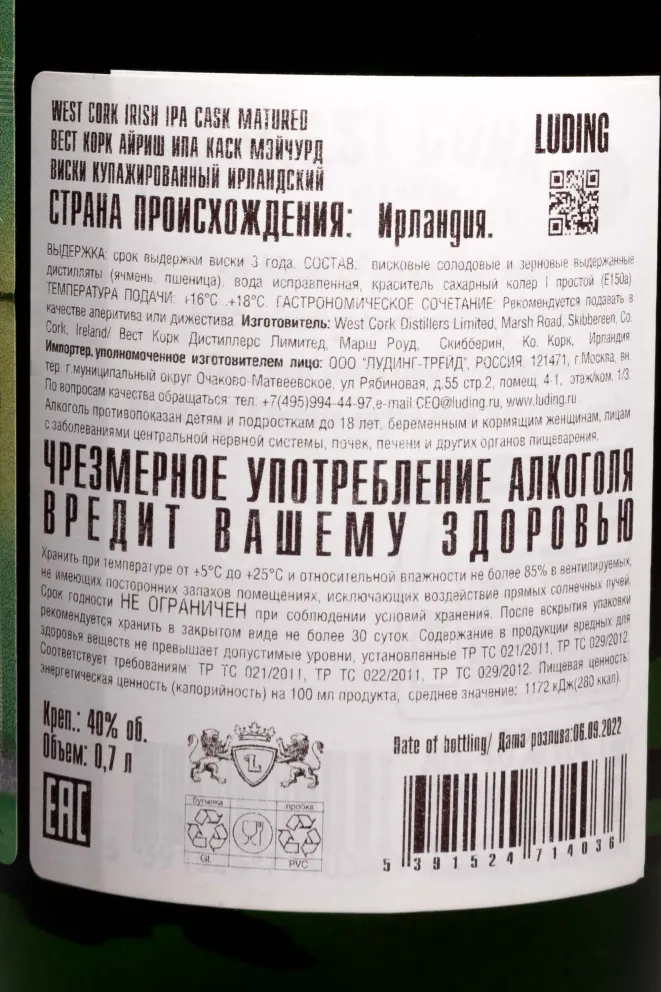 WEST CORK IRISH IPA CASK MATURED
ВЕСТ КОРК АЙРИШ ИПА КАСК МЭЙЧУРД
ВИСКИ КУПАЖИРОВАННЫЙ ИРЛАНДСКИЙ
LUDING
СТРАНА ПРОИСХОЖДЕНИЯ: Ирландия.
ВЫДЕРЖКА: срок выдержки виски 3 года. СОСТАВ: висковые солодовые и зерновые выдержанные
дистилляты (ячмень, пшеница), вода исправленная, краситель сахарный колер I простой (Е150а).
ТЕМПЕРАТУРА ПОДАЧИ: +16°С...+18°С. ГАСТРОНОМИЧЕСКОЕ СОЧЕТАНИЕ: Рекомендуется подавать в
качестве аперитива или дижестива. Изготовитель: West Cork Distillers Limited, Marsh Road, Skibbereen, Co.
Cork, Ireland/ Вест Корк Дистиллерс Лимитед, Марш Роуд, Скибберин, Ко. Корк, Ирландия.
Импортер, уполномоченное изготовителем лицо: ООО "ЛУДИНГ-ТРЕЙД", РОССИЯ, 121471, г.Москва, вн.
тер. г.муниципальный округ Очаково-Матвеевское, ул Рябиновая, д.55 стр.2, помещ. 4-1, этаж/ком. 1/3.
По вопросам качества обращаться: тел: +7(495)994-44-97,e-mail CEO@luding.ru, www.luding.ru
Алкоголь противопоказан детям и подросткам до 18 лет, беременным и кормящим женщинам, лицам
с заболеваниями центральной нервной системы, почек, печени и других органов пищеварения.
ЧРЕЗМЕРНОЕ УПОТРЕБЛЕНИЕ АЛКОГОЛЯ
ВРЕДИТ ВАШЕМУ ЗДОРОВЬЮ
Хранить при температуре от +5°С до +25°С и относительной влажности не более 85% в вентилируемых,
не имеющих посторонних запахов помещениях, исключающих воздействие прямых солнечных лучей.
Срок годности НЕ ОГРАНИЧЕН при соблюдении условий хранения. После вскрытия упаковки
рекомендуется хранить в закрытом виде не более 30 суток. Содержание в продукции вредных для
здоровья веществ не превышает допустимые уровни, установленные ТР ТС 021/2011, ТР ТС 029/2012.
Соответствует требованиям: ТР ТС 021/2011, ТР ТС 022/2011, ТР ТС 029/2012. Пищевая ценность:
энергетическая ценность (калорийность) на 100 мл продукта, среднее значение: 1172 кДж(280 ккал).
Креп.: 40% об.
Объем: 0,7 л
Date of bottling/ Дата розлива:06.09.2022
L
EAC
бутылка
пробка
GL
PVC
5 391524 714036